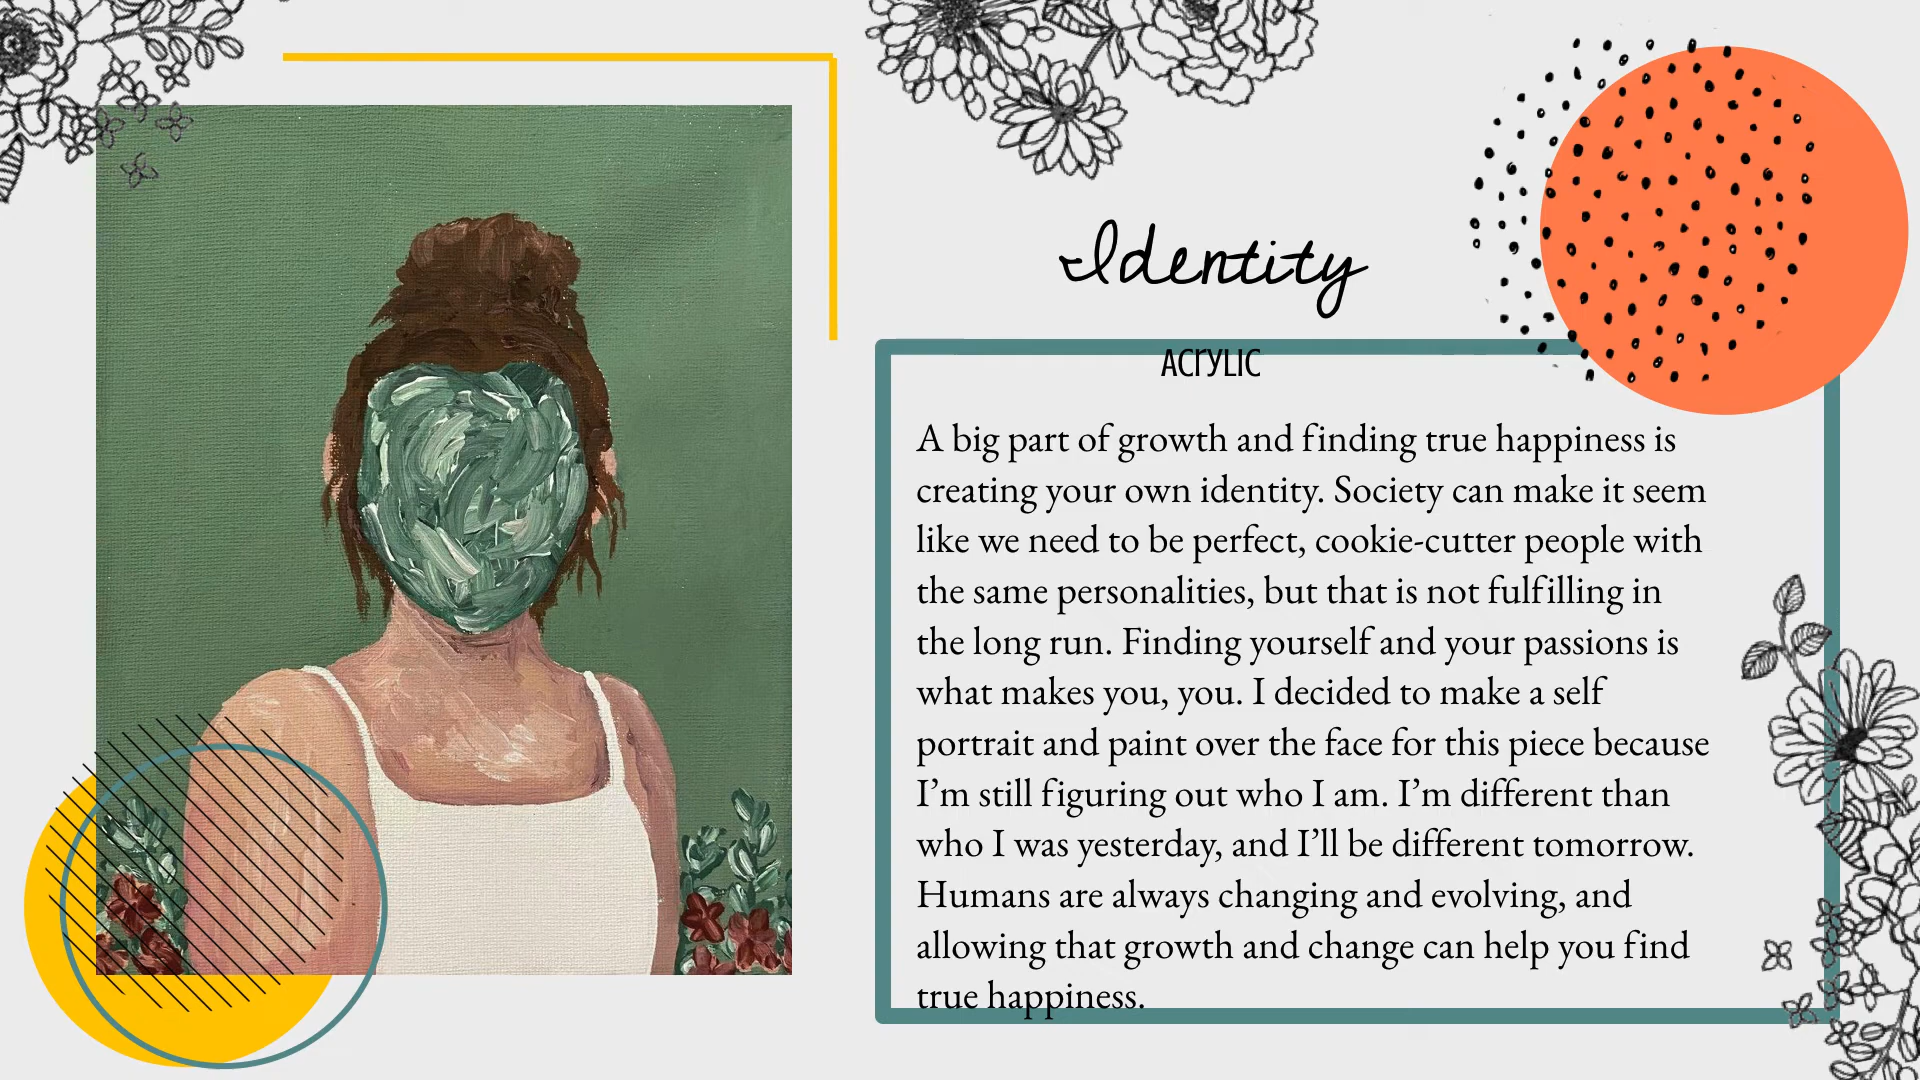 Identity
ACrYLIC
A big part of growth and finding true happiness is
creating your own identity. Society can make it seem
like we need to be perfect, cookie-cutter people with
the same personalities, but that is not fulfilling in
the long run. Finding yourself and your passions is
what makes you, you. I decided to make a self
portrait and paint over the face for this piece because
I’m still figuring out who I am. I’m different than
who I was yesterday, and I’ll be different tomorrow.
Humans are always changing and evolving, and
allowing that growth and change can help you find
true happiness.